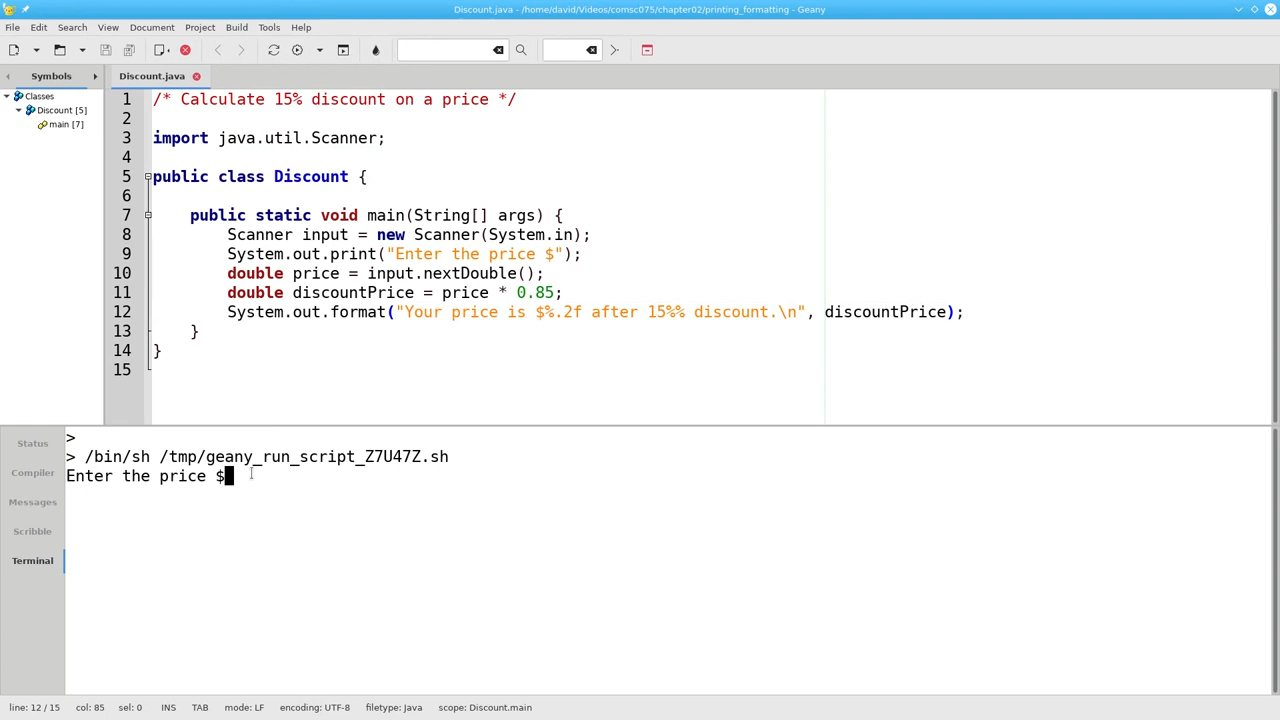 Discount.java - /home/david/Videos/comsc075/chapter02/printing_formatting - Geany
File Edit Search View Document Project Build Tools Help
Symbols
Discount.java
Classes
Discount [5]
main [7]
1 /* Calculate 15% discount on a price */
2
3 import java.util.Scanner;
4
5 public class Discount {
6
7     public static void main(String[] args) {
8         Scanner input = new Scanner(System.in);
9         System.out.print("Enter the price $");
10         double price = input.nextDouble();
11         double discountPrice = price * 0.85;
12         System.out.format("Your price is $%.2f after 15%% discount.\n", discountPrice);
13     }
14 }
15
Status
Compiler
Messages
Scribble
Terminal
>
> /bin/sh /tmp/geany_run_script_Z7U47Z.sh
Enter the price $
line: 12 / 15 col: 85 sel: 0 INS TAB mode: LF encoding: UTF-8 filetype: Java scope: Discount.main